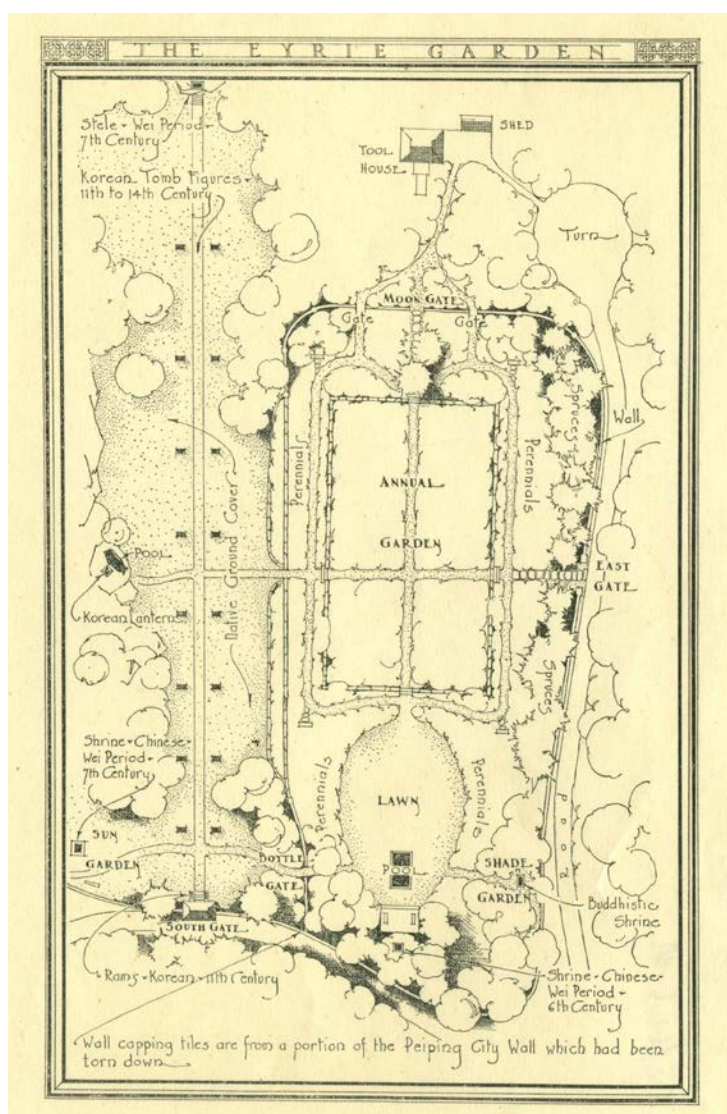 THE EYRIE GARDEN
Stele - Wei Period -
7th Century
Korean Tomb Figures -
11th to 14th Century
SHED
TOOL
HOUSE
Turn
MOON GATE
Gate
Gate
Spruces
Wall
Perennials
Perennials
ANNUAL
GARDEN
Native Ground Cover
POOL
Korean Lantern
EAST
GATE
Spruces
Shrine - Chinese -
Wei Period -
7th Century
Perennials
Perennials
LAWN
SUN
GARDEN
BOTTLE
GATE
SHADE
GARDEN
SOUTH GATE
Buddhistic
Shrine
Rams - Korean - 11th Century
Shrine - Chinese -
Wei Period -
6th Century
Wall capping tiles are from a portion of the Peiping City Wall which had been
torn down